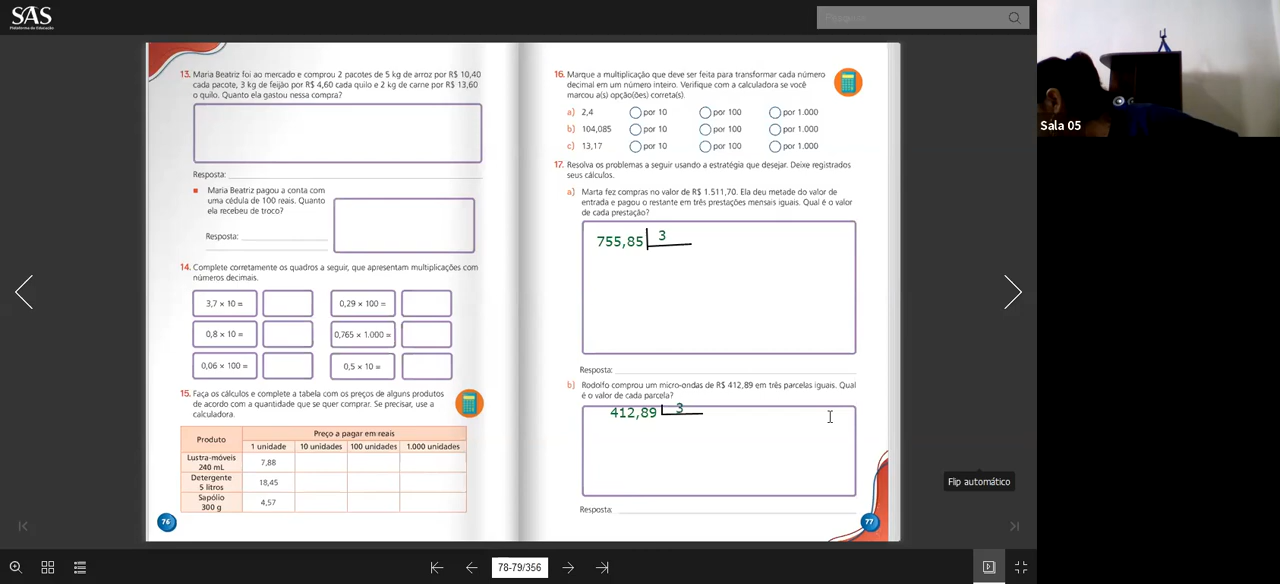 SAS
Plataforma de Educação
Sala 05
13. Maria Beatriz foi ao mercado e comprou 2 pacotes de 5 kg de arroz por R$ 10,40
cada pacote, 3 kg de feijão por R$ 4,60 cada quilo e 2 kg de carne por R$ 13,60
o quilo. Quanto ela gastou nessa compra?
Resposta:
Maria Beatriz pagou a conta com
uma cédula de 100 reais. Quanto
ela recebeu de troco?
Resposta:
14. Complete corretamente os quadros a seguir, que apresentam multiplicações com
números decimais.
3,7 × 10 = 0,29 × 100 =
0,8 × 10 = 0,765 × 1.000 =
0,06 × 100 = 0,5 × 10 =
15. Faça os cálculos e complete a tabela com os preços de alguns produtos
de acordo com a quantidade que se quer comprar. Se precisar, use a
calculadora.
Produto Preço a pagar em reais
1 unidade 10 unidades 100 unidades 1.000 unidades
Lustra-móveis
240 mL 7,88
Detergente
5 litros 18,45
Sapólio
300 g 4,57
76
16. Marque a multiplicação que deve ser feita para transformar cada número
decimal em um número inteiro. Verifique com a calculadora se você
marcou a(s) opção(ões) correta(s).
a) 2,4 por 10 por 100 por 1.000
b) 104,085 por 10 por 100 por 1.000
c) 13,17 por 10 por 100 por 1.000
17. Resolva os problemas a seguir usando a estratégia que desejar. Deixe registrados
seus cálculos.
a) Marta fez compras no valor de R$ 1.511,70. Ela deu metade do valor de
entrada e pagou o restante em três prestações mensais iguais. Qual é o valor
de cada prestação?
755,85 3
Resposta:
b) Rodolfo comprou um micro-ondas de R$ 412,89 em três parcelas iguais. Qual
é o valor de cada parcela?
412,89 3
Resposta:
77
Flip automático
78-79/356